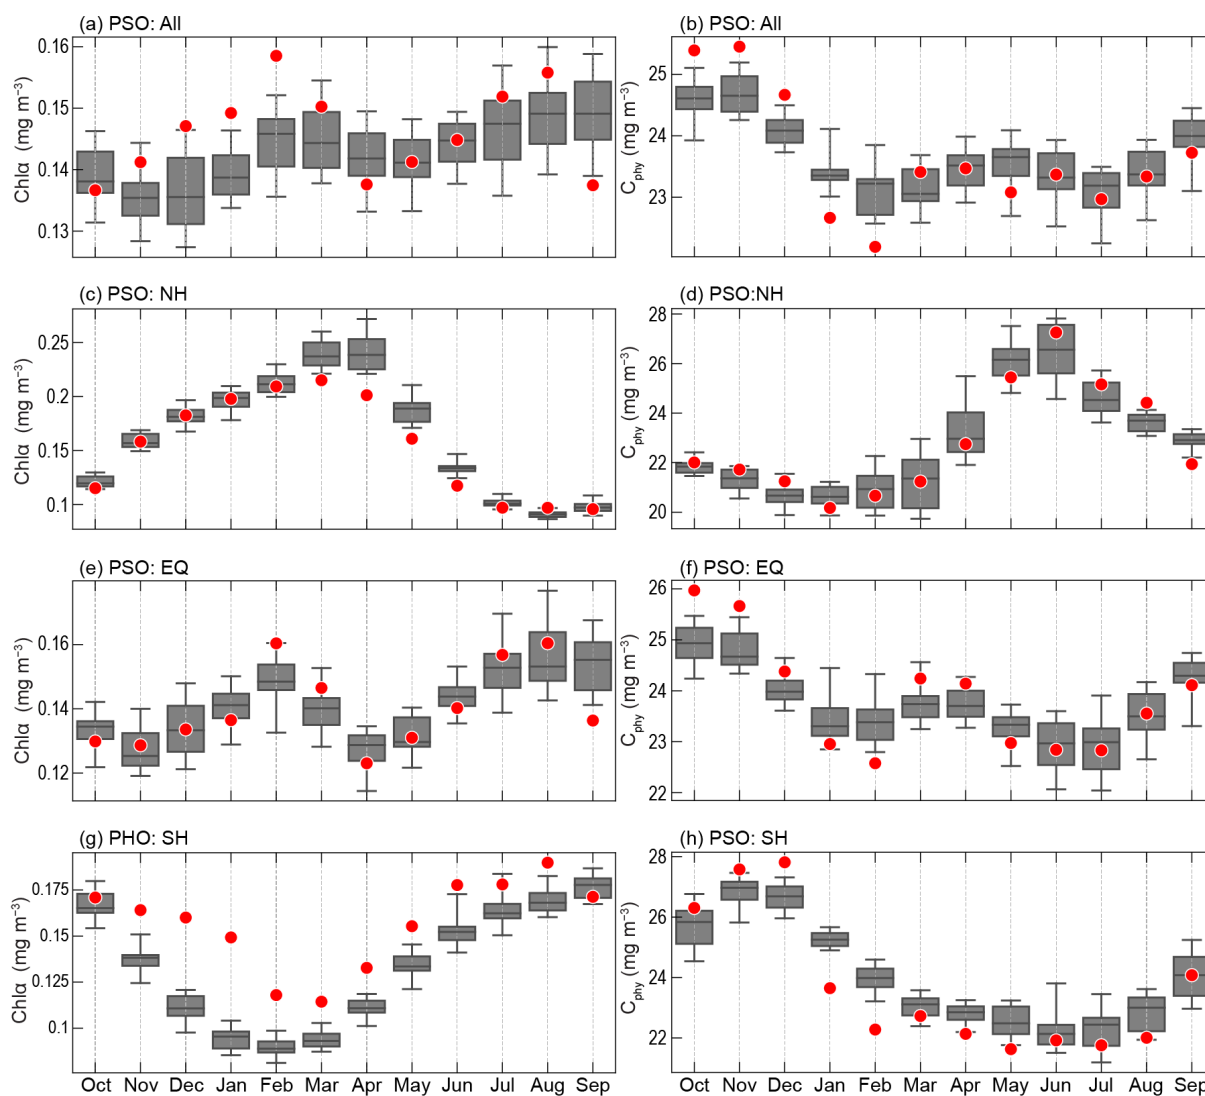 (a) PSO: All
(b) PSO: All
Chlα (mg m⁻³)
0.16
0.15
0.14
0.13
C_phy (mg m⁻³)
25
24
23
(c) PSO: NH
(d) PSO:NH
Chlα (mg m⁻³)
0.25
0.2
0.15
0.1
C_phy (mg m⁻³)
28
26
24
22
20
(e) PSO: EQ
(f) PSO: EQ
Chlα (mg m⁻³)
0.16
0.14
0.12
C_phy (mg m⁻³)
26
25
24
23
22
(g) PHO: SH
(h) PSO: SH
Chlα (mg m⁻³)
0.175
0.15
0.125
0.1
C_phy (mg m⁻³)
28
26
24
22
Oct Nov Dec Jan Feb Mar Apr May Jun Jul Aug Sep
Oct Nov Dec Jan Feb Mar Apr May Jun Jul Aug Sep